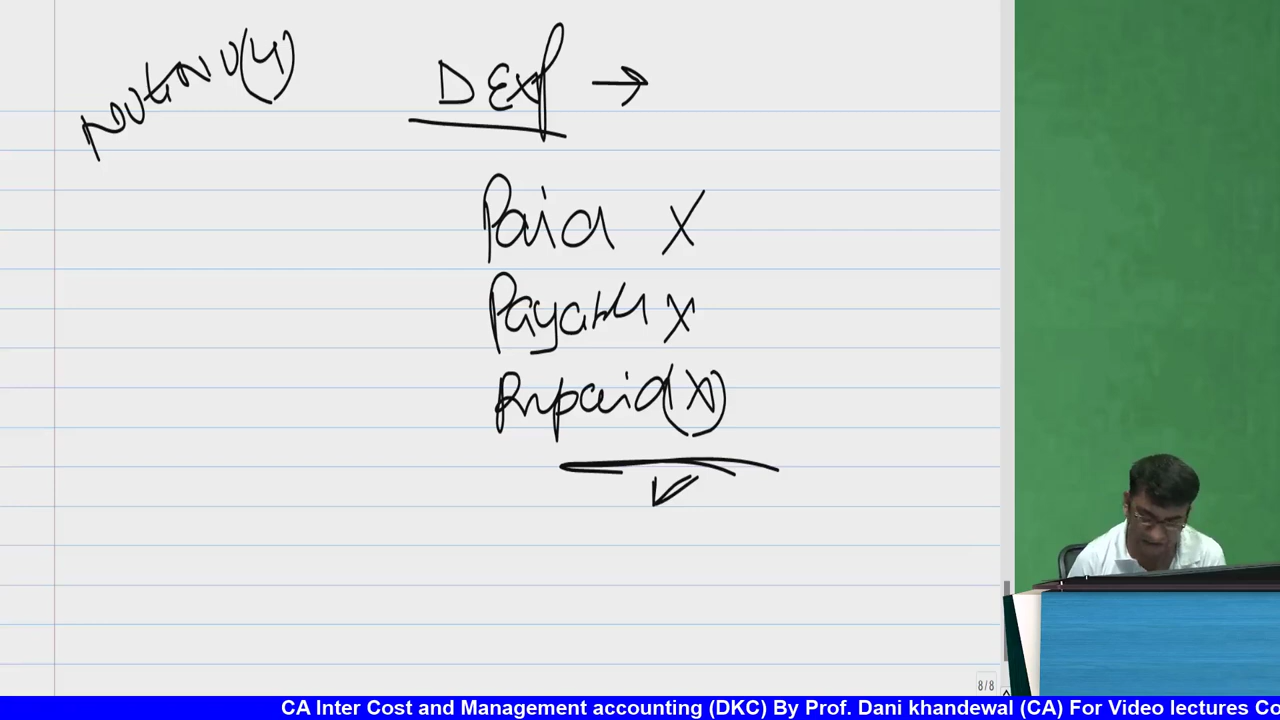 D Exp →
Paid X
Payable X
Prepaid (X)
8/8
CA Inter Cost and Management accounting (DKC) By Prof. Dani khandewal (CA) For Video lectures Co